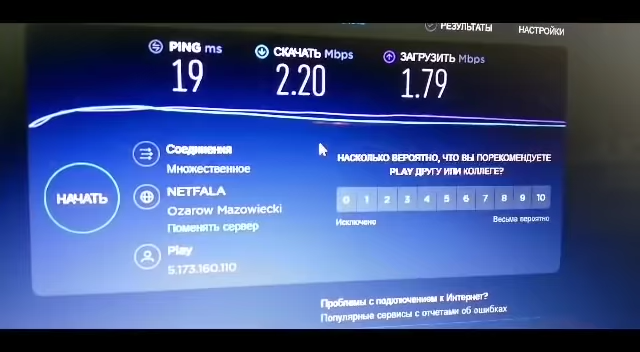 РЕЗУЛЬТАТЫ
НАСТРОЙКИ
PING ms
19
СКАЧАТЬ Mbps
2.20
ЗАГРУЗИТЬ Mbps
1.79
НАЧАТЬ
Соединения
Множественное
NETFALA
Ozarow Mazowiecki
Поменять сервер
Play
5.173.160.110
НАСКОЛЬКО ВЕРОЯТНО, ЧТО ВЫ ПОРЕКОМЕНДУЕТЕ
PLAY ДРУГУ ИЛИ КОЛЛЕГЕ?
0 1 2 3 4 5 6 7 8 9 10
Исключено
Весьма вероятно
Проблемы с подключением к Интернет?
Популярные сервисы с отчетами об ошибках